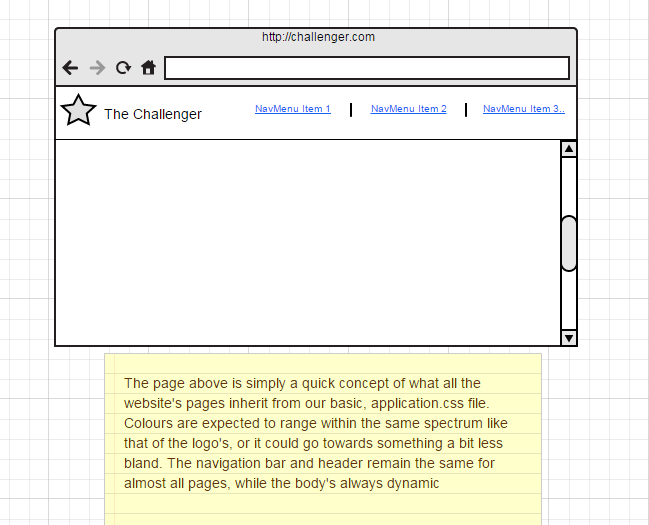 http://challenger.com
The Challenger
NavMenu Item 1
NavMenu Item 2
NavMenu Item 3..
The page above is simply a quick concept of what all the
website's pages inherit from our basic, application.css file.
Colours are expected to range within the same spectrum like
that of the logo's, or it could go towards something a bit less
bland. The navigation bar and header remain the same for
almost all pages, while the body's always dynamic